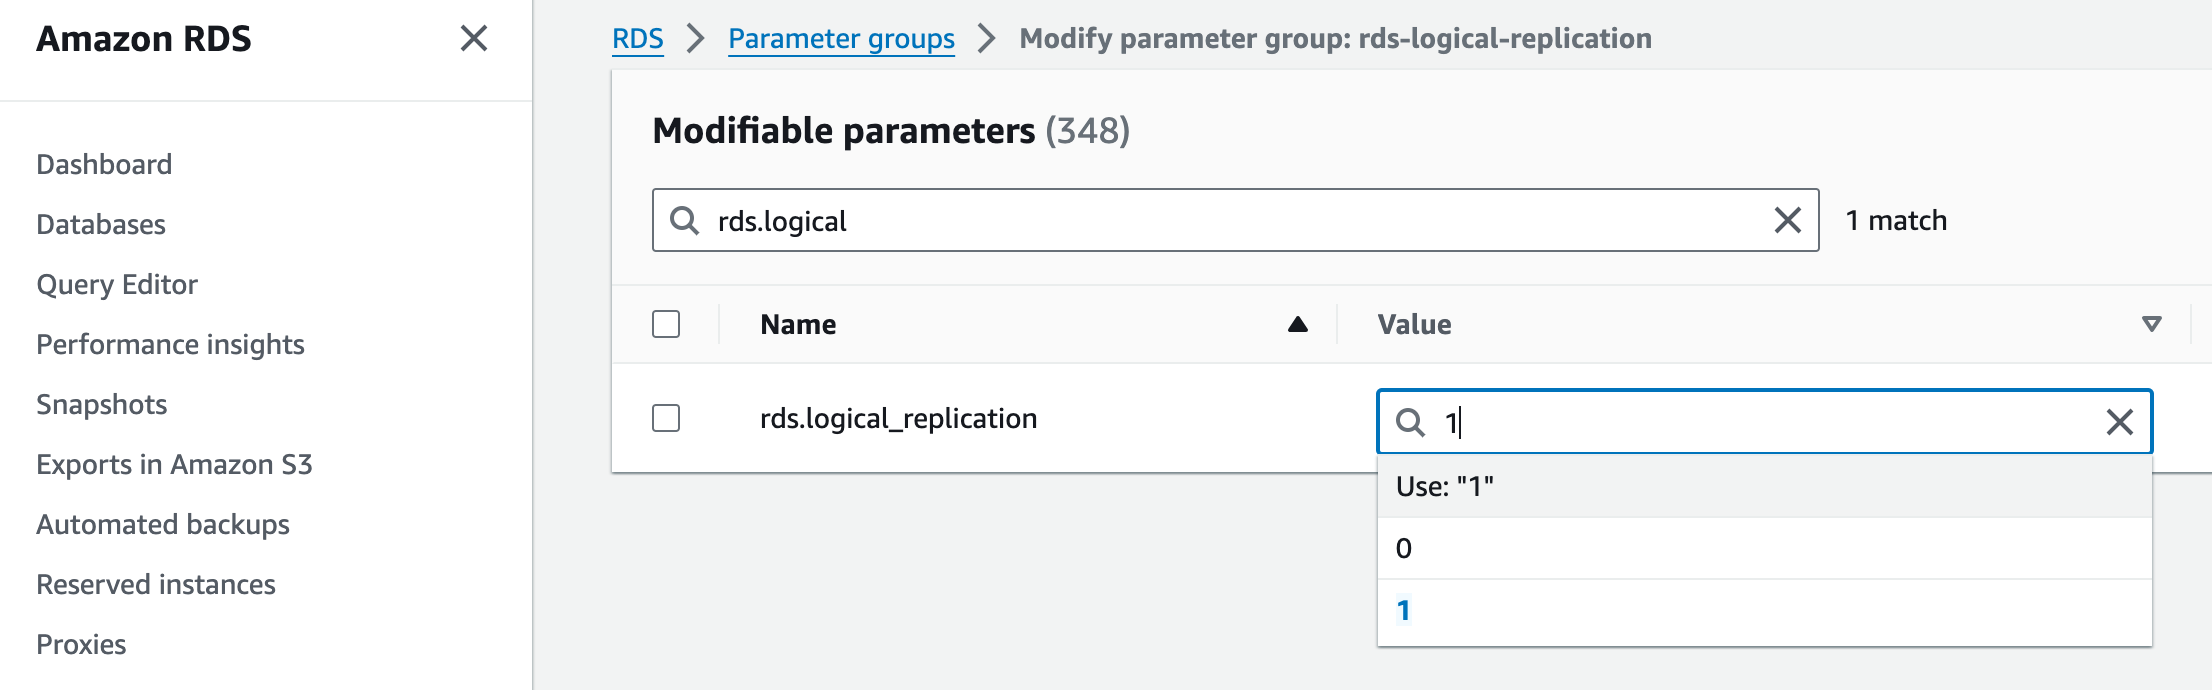 Amazon RDS
Dashboard
Databases
Query Editor
Performance insights
Snapshots
Exports in Amazon S3
Automated backups
Reserved instances
Proxies
RDS > Parameter groups > Modify parameter group: rds-logical-replication
Modifiable parameters (348)
rds.logical
1 match
Name Value
rds.logical_replication 1
Use: "1"
0
1